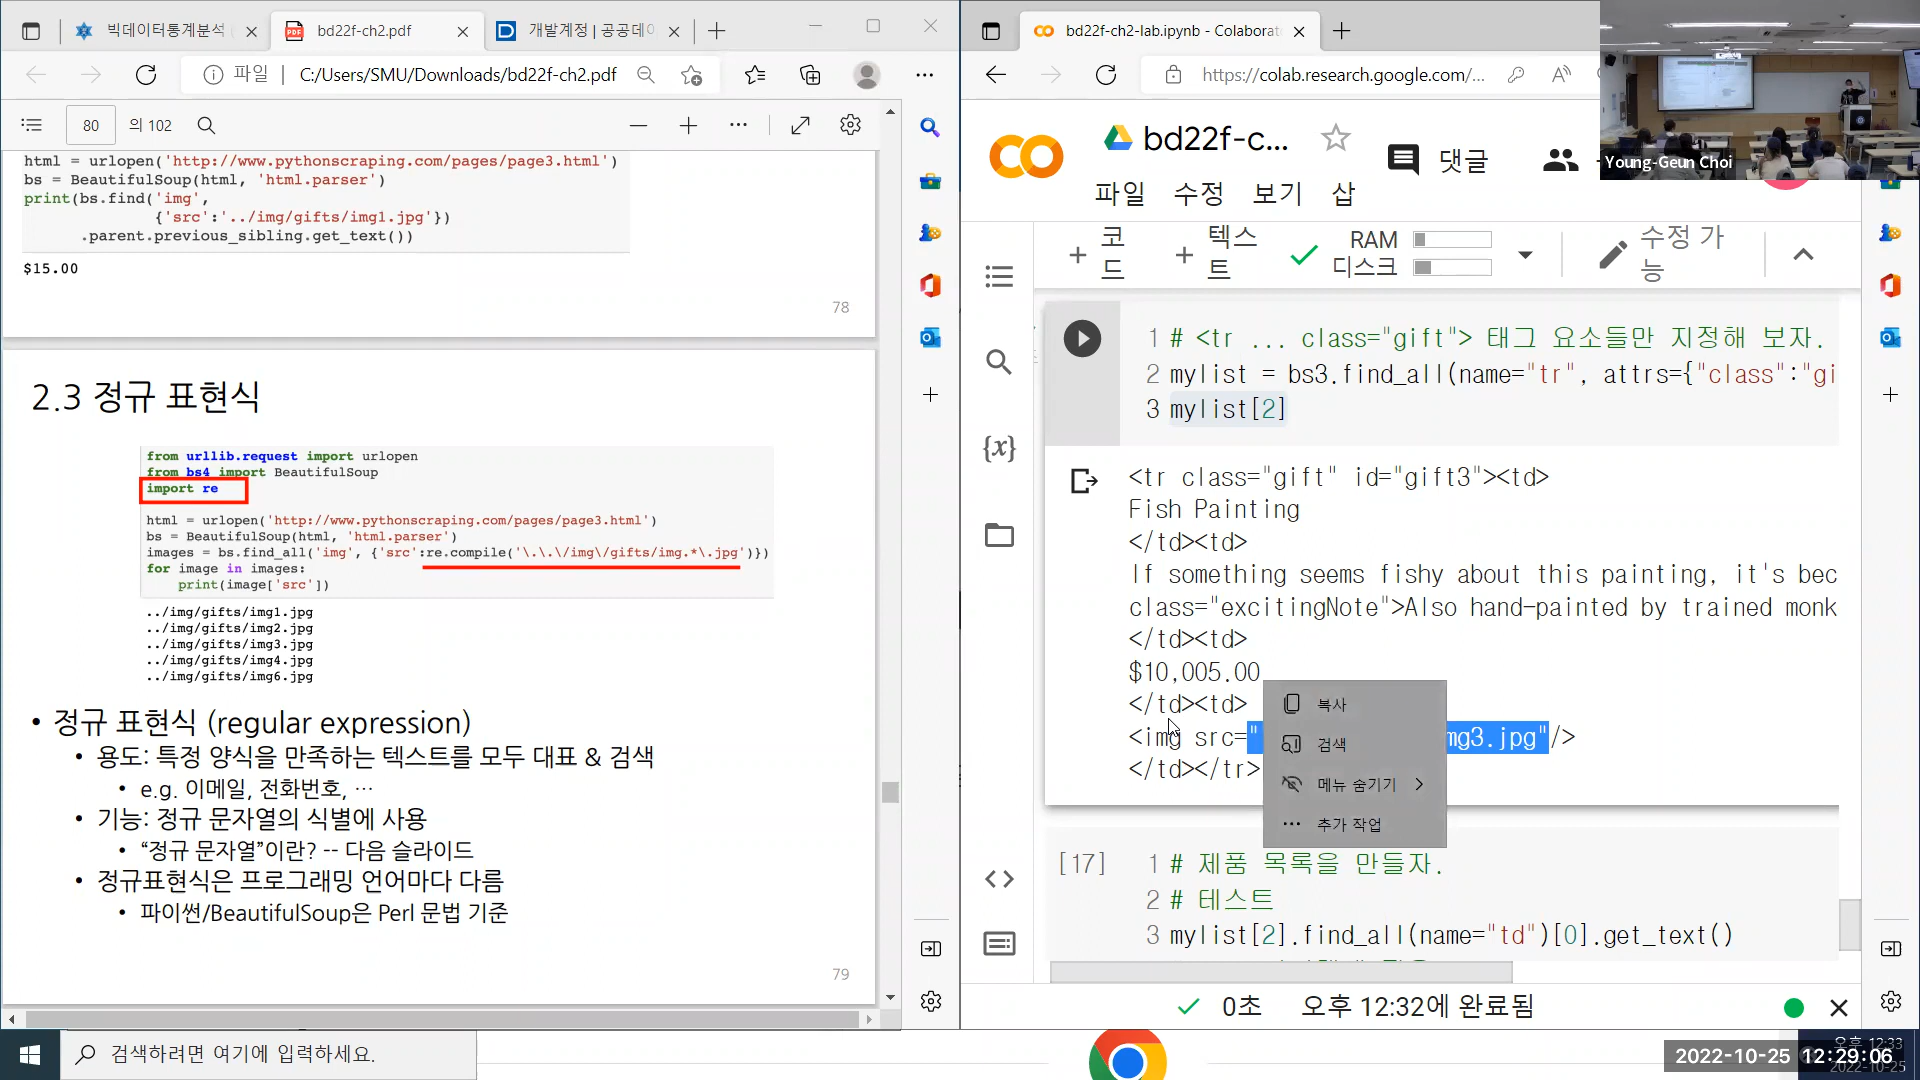 빅데이터통계분석
bd22f-ch2.pdf
개발계정 | 공공데이
파일 | C:/Users/SMU/Downloads/bd22f-ch2.pdf
80 의 102
html = urlopen('http://www.pythonscraping.com/pages/page3.html')
bs = BeautifulSoup(html, 'html.parser')
print(bs.find('img',
{'src':'../img/gifts/img1.jpg'})
.parent.previous_sibling.get_text())
$15.00
78
2.3 정규 표현식
from urllib.request import urlopen
from bs4 import BeautifulSoup
import re
html = urlopen('http://www.pythonscraping.com/pages/page3.html')
bs = BeautifulSoup(html, 'html.parser')
images = bs.find_all('img', {'src':re.compile('\.\.\/img\/gifts/img.*\.jpg')})
for image in images:
print(image['src'])
../img/gifts/img1.jpg
../img/gifts/img2.jpg
../img/gifts/img3.jpg
../img/gifts/img4.jpg
../img/gifts/img6.jpg
• 정규 표현식 (regular expression)
• 용도: 특정 양식을 만족하는 텍스트를 모두 대표 & 검색
• e.g. 이메일, 전화번호, …
• 기능: 정규 문자열의 식별에 사용
• “정규 문자열”이란? -- 다음 슬라이드
• 정규표현식은 프로그래밍 언어마다 다름
• 파이썬/BeautifulSoup은 Perl 문법 기준
79
검색하려면 여기에 입력하세요.
bd22f-ch2-lab.ipynb - Colaborat
https://colab.research.google.com/...
bd22f-c...
댓글
파일 수정 보기 삽
+ 코드
+ 텍스트
RAM
디스크
수정 가능
1 # <tr ... class="gift"> 태그 요소들만 지정해 보자.
2 mylist = bs3.find_all(name="tr", attrs={"class":"gi
3 mylist[2]
<tr class="gift" id="gift3"><td>
Fish Painting
</td><td>
If something seems fishy about this painting, it's bec
class="excitingNote">Also hand-painted by trained monk
</td><td>
$10,005.00
</td><td>
<img src=" mg3.jpg"/>
</td></tr>
복사
검색
메뉴 숨기기
추가 작업
[17] 1 # 제품 목록을 만들자.
2 # 테스트
3 mylist[2].find_all(name="td")[0].get_text()
0초 오후 12:32에 완료됨
Young-Geun Choi
오후 12:33
2022-10-25
2022-10-25 12:29:06